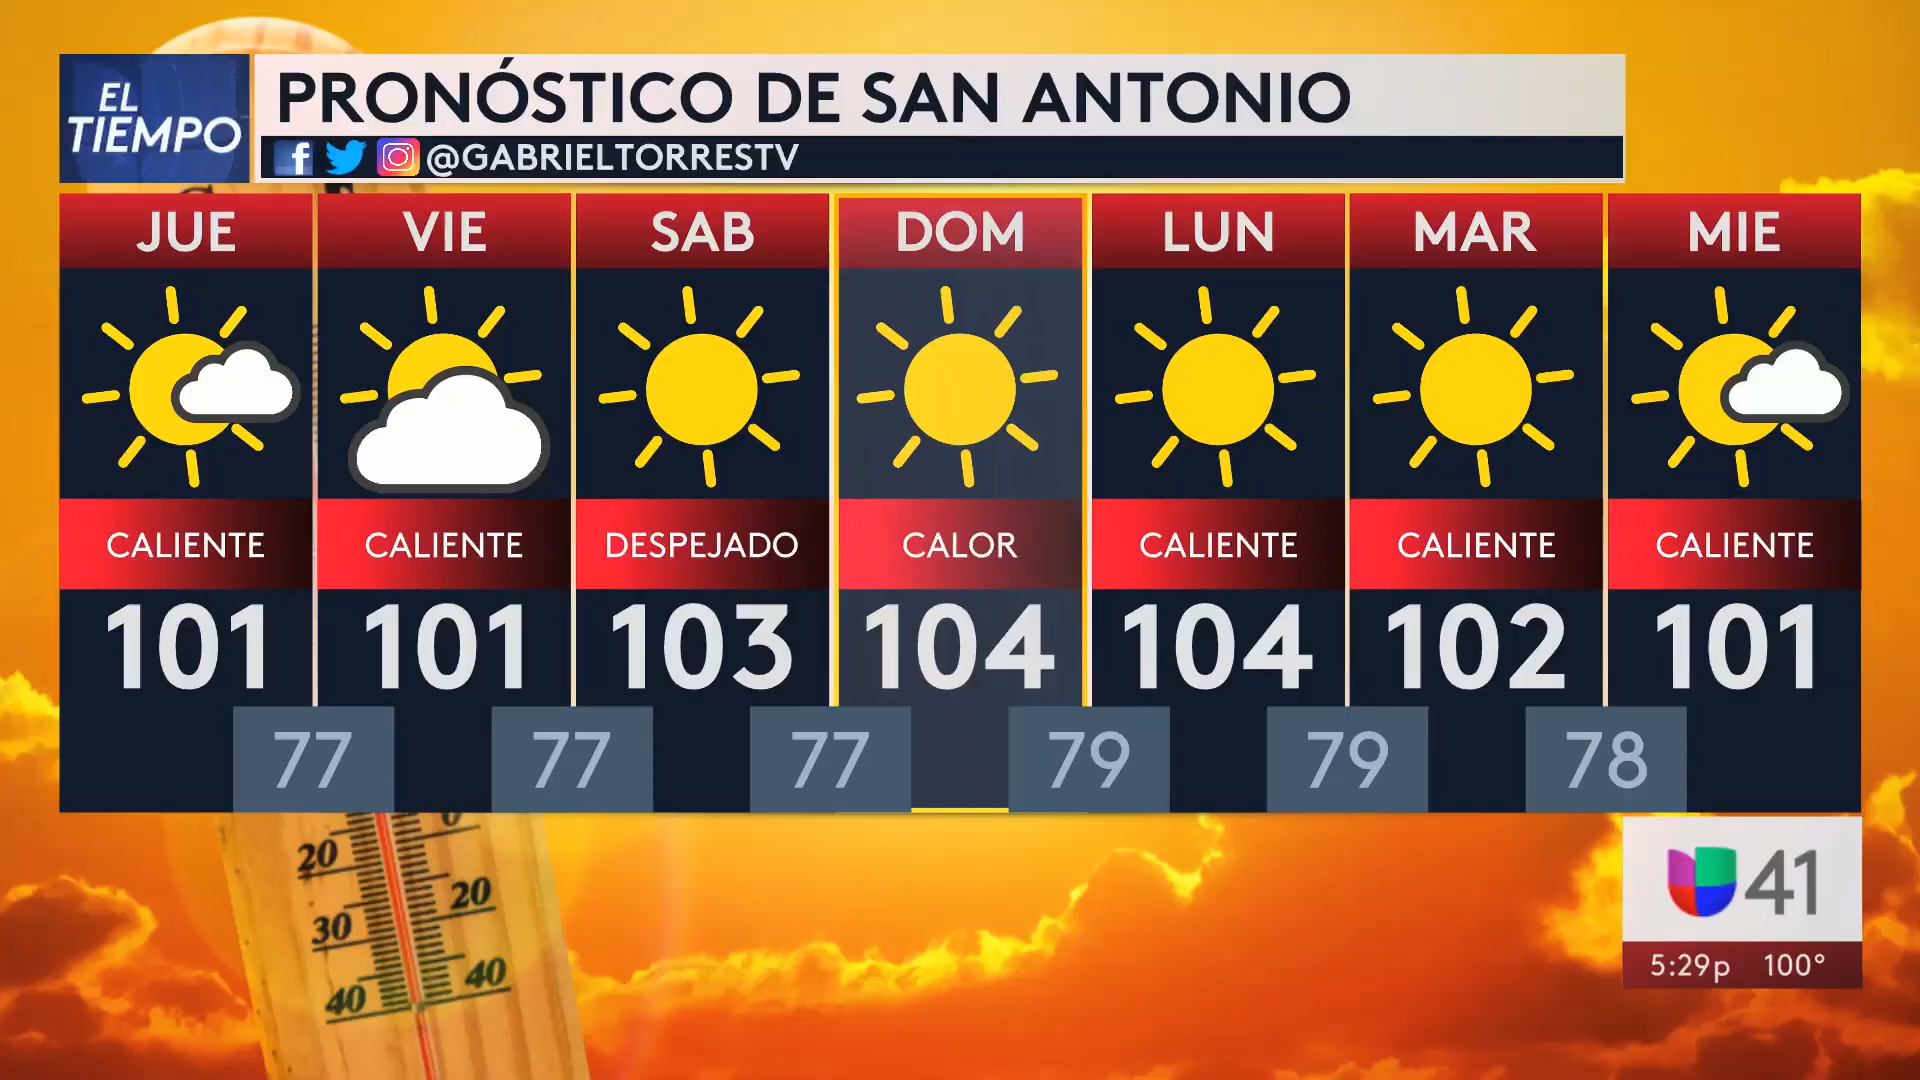 EL
TIEMPO
PRONÓSTICO DE SAN ANTONIO
@GABRIELTORRESTV
JUE VIE SAB DOM LUN MAR MIE
CALIENTE CALIENTE DESPEJADO CALOR CALIENTE CALIENTE CALIENTE
101 101 103 104 104 102 101
77 77 77 79 79 78
0
20
20
30
40
40
41
5:29p 100°